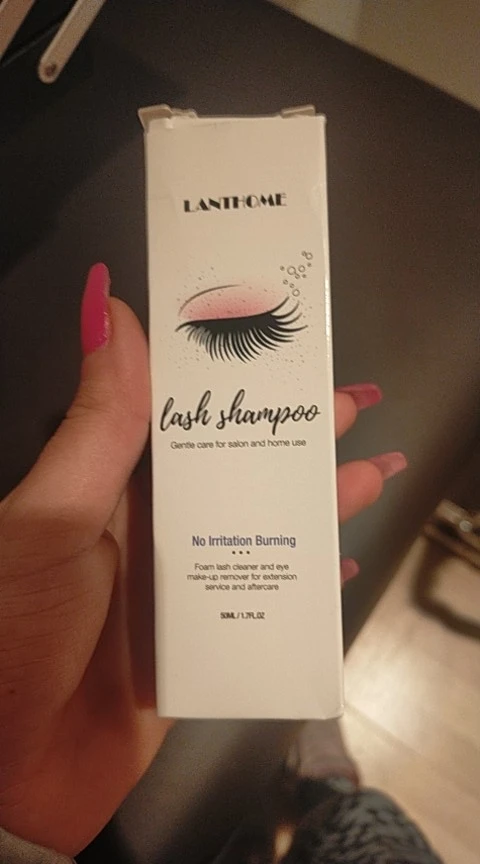 LANTHOME
lash shampoo
Gentle care for salon and home use
No Irritation Burning
Foam lash cleaner and eye
make-up remover for extension
service and aftercare
50ML / 1.7FL.OZ